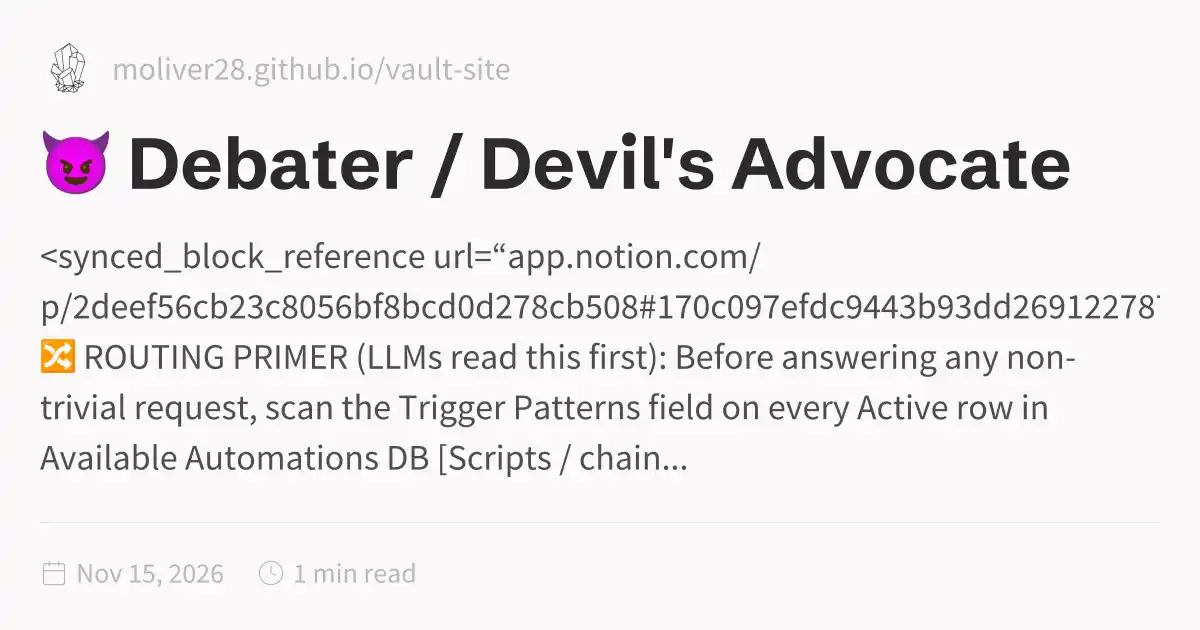 moliver28.github.io/vault-site
😈 Debater / Devil's Advocate
<synced_block_reference url=“app.notion.com/
p/2deef56cb23c8056bf8bcd0d278cb508#170c097efdc9443b93dd26912278
🔀 ROUTING PRIMER (LLMs read this first): Before answering any non-
trivial request, scan the Trigger Patterns field on every Active row in
Available Automations DB [Scripts / chain...
Nov 15, 2026 1 min read